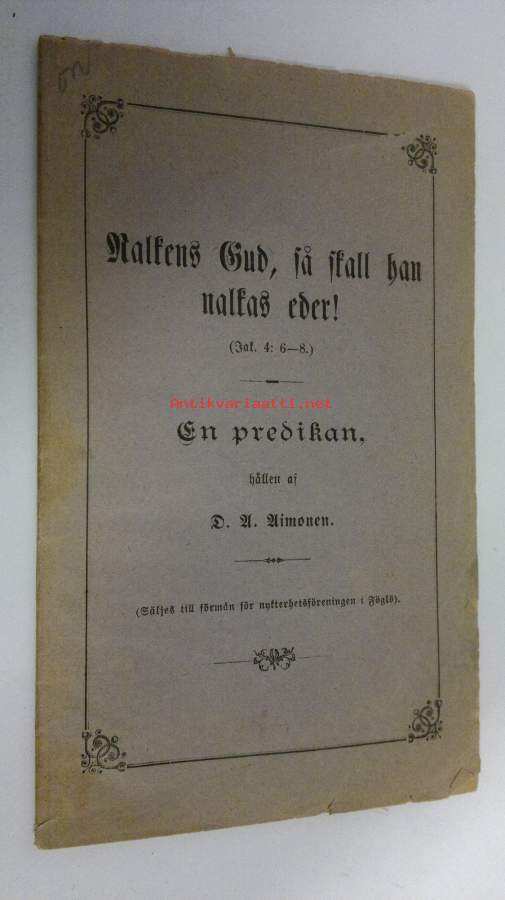 Nalkens Gud, så skall han
nalkas eder!
(Jak. 4: 6—8.)
Antikvariaatti.net
En predikan,
hållen af
D. A. Aimonen.
(Säljes till förmån för nykterhetsföreningen i Föglö).